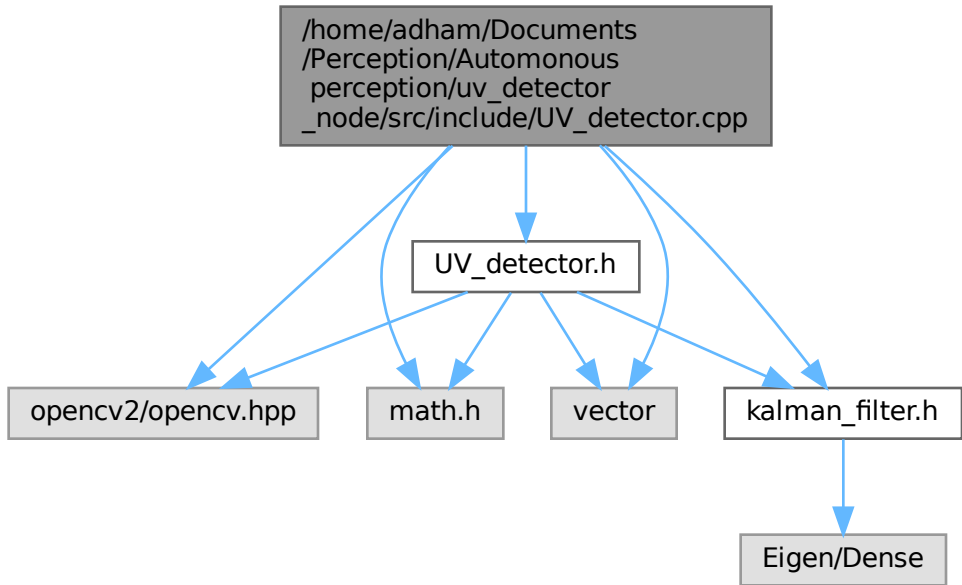 /home/adham/Documents
/Perception/Automonous
perception/uv_detector
_node/src/include/UV_detector.cpp
UV_detector.h
opencv2/opencv.hpp
math.h
vector
kalman_filter.h
Eigen/Dense